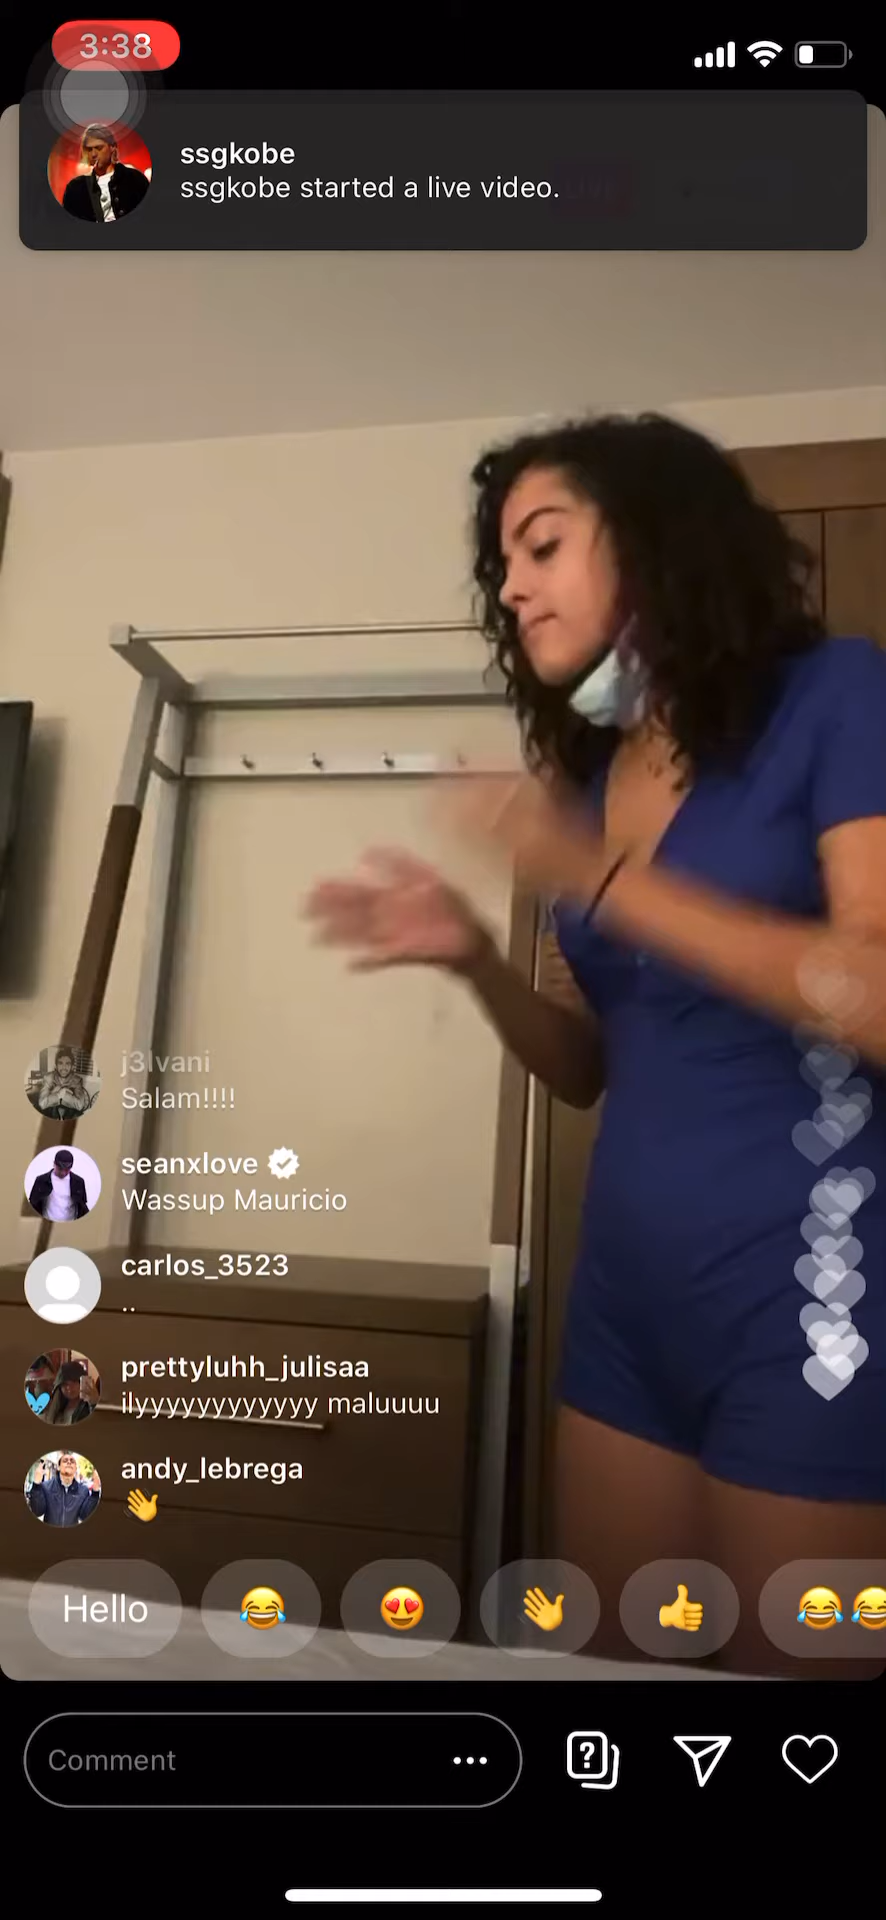 3:38
ssgkobe
ssgkobe started a live video.
j3lvani
Salam!!!!
seanxlove
Wassup Mauricio
carlos_3523
..
prettyluhh_julisaa
ilyyyyyyyyyyyy maluuuu
andy_lebrega
👋
Hello 😂 😍 👋 👍 😂😂
Comment